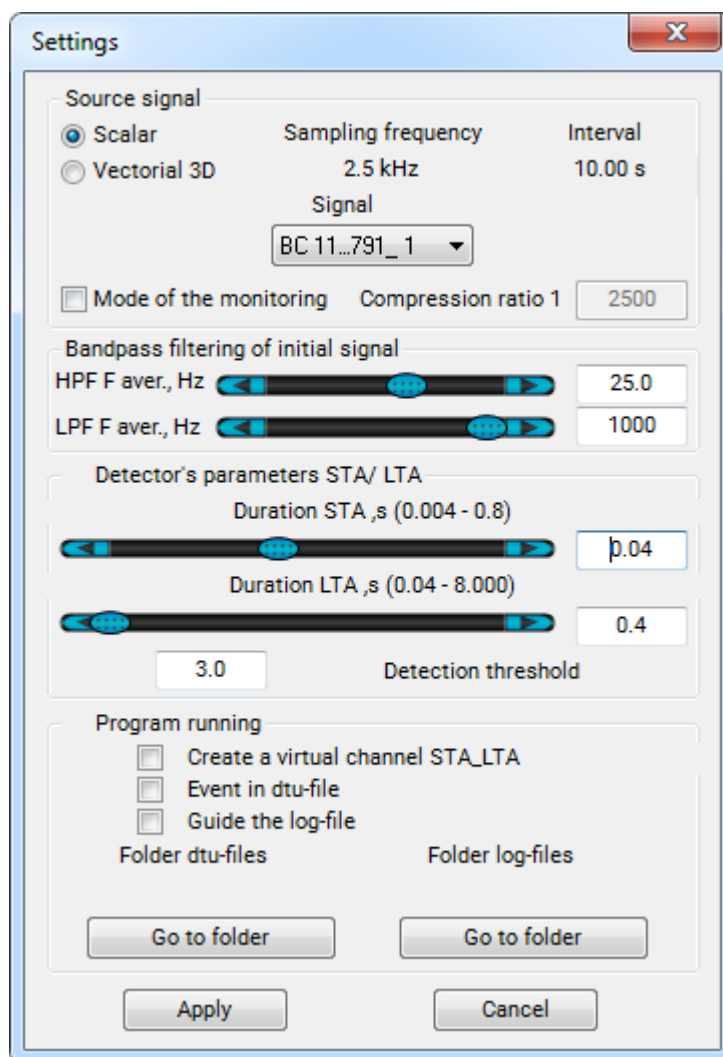 Settings
Source signal
Scalar Sampling frequency Interval
Vectorial 3D 2.5 kHz 10.00 s
Signal
BC 11...791_ 1
Mode of the monitoring Compression ratio 1 2500
Bandpass filtering of initial signal
HPF F aver., Hz 25.0
LPF F aver., Hz 1000
Detector's parameters STA/ LTA
Duration STA ,s (0.004 - 0.8)
0.04
Duration LTA ,s (0.04 - 8.000)
0.4
3.0 Detection threshold
Program running
Create a virtual channel STA_LTA
Event in dtu-file
Guide the log-file
Folder dtu-files Folder log-files
Go to folder Go to folder
Apply Cancel